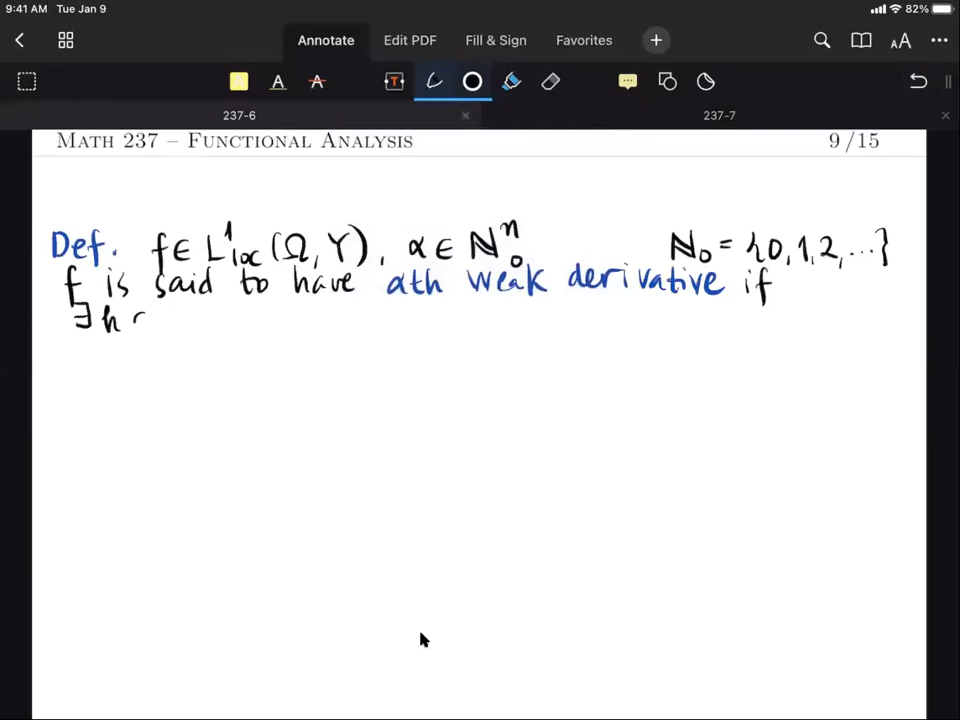 9:41 AM Tue Jan 9 82%
Annotate Edit PDF Fill & Sign Favorites
237-6 237-7
MATH 237 – FUNCTIONAL ANALYSIS 9/15
Def. f ∈ L¹loc (Ω, Y), α ∈ ℕ₀ⁿ ℕ₀ = {0, 1, 2, ...}
f is said to have αth weak derivative if
∃ h